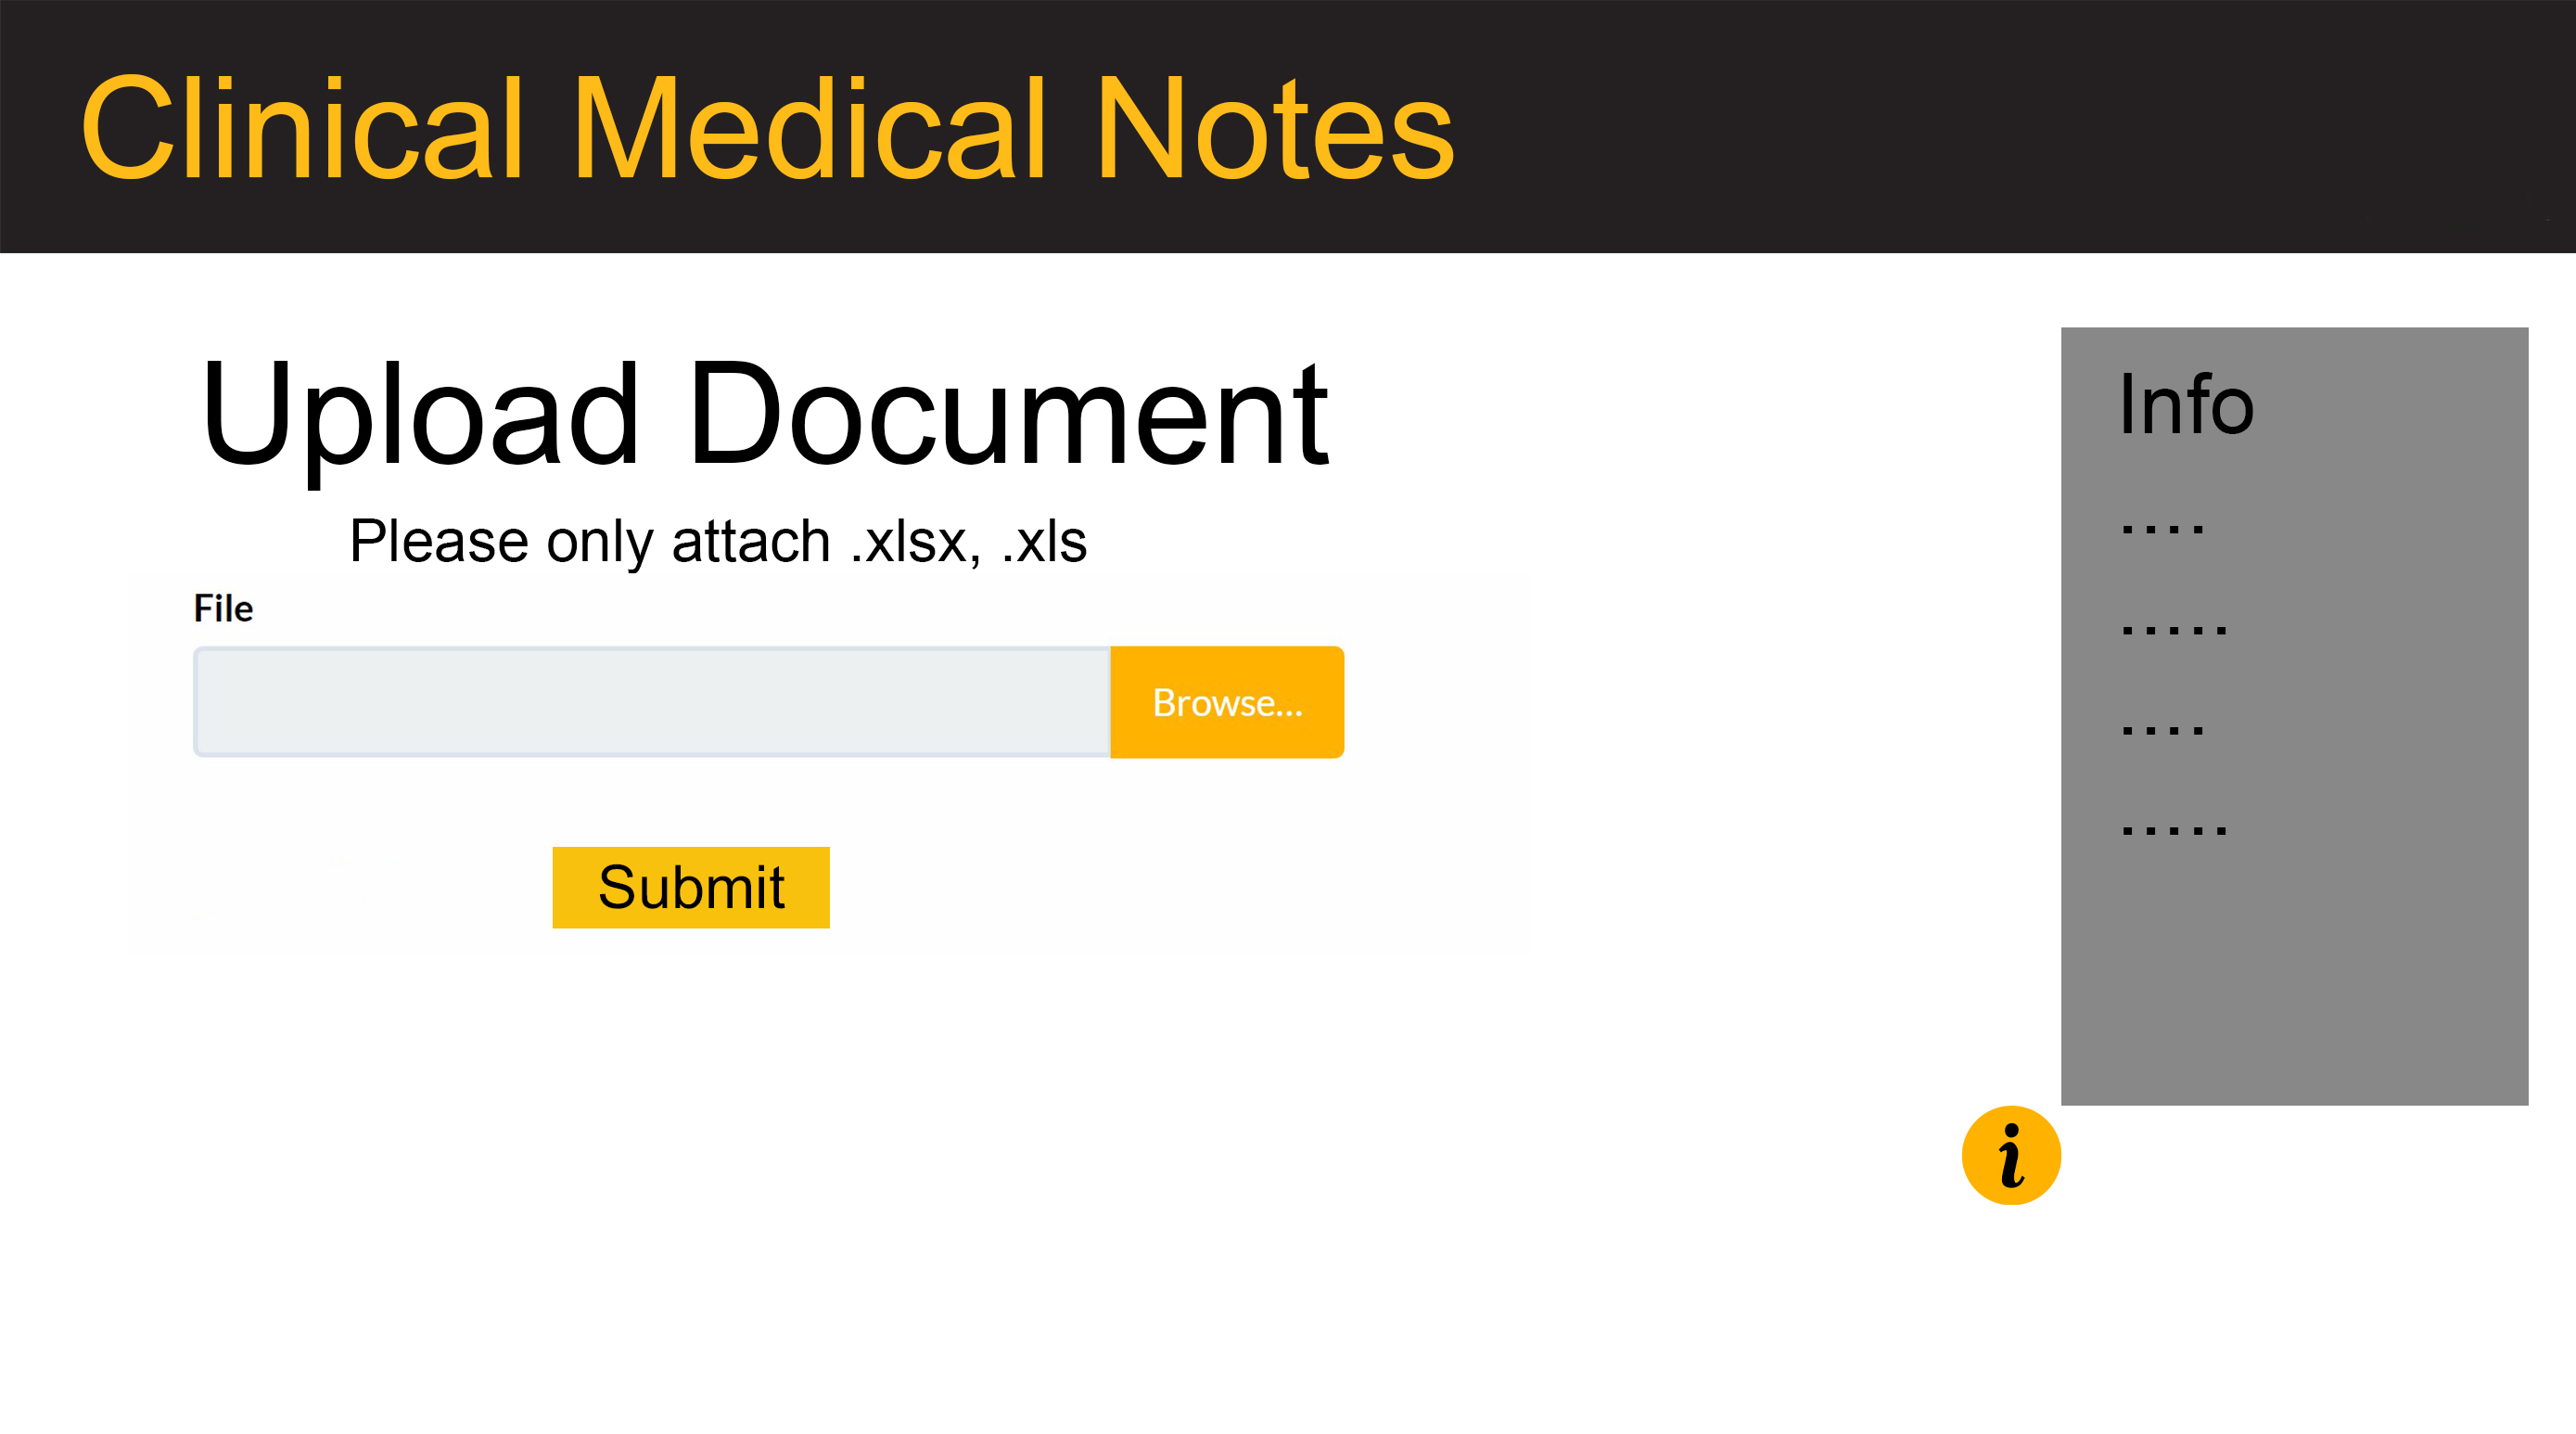 Clinical Medical Notes
Upload Document
Please only attach .xlsx, .xls
File
Browse...
Submit
Info
....
.....
....
.....
i